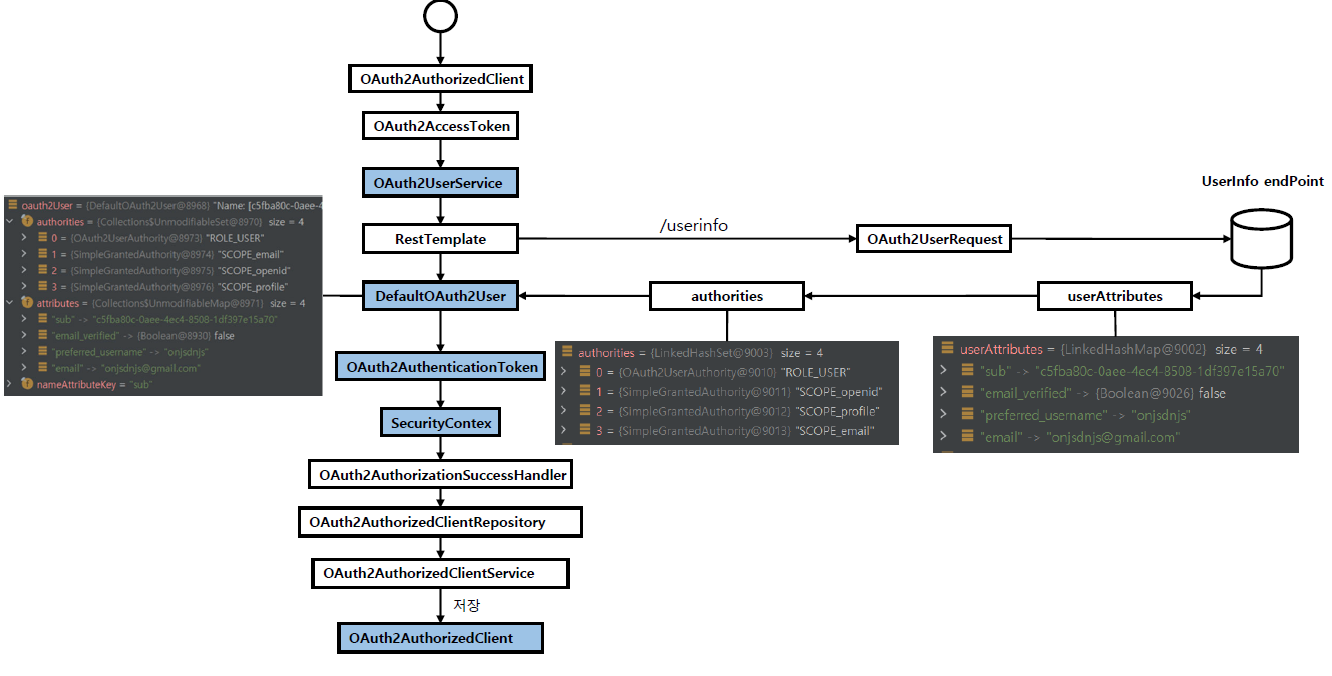 OAuth2AuthorizedClient
OAuth2AccessToken
OAuth2UserService
UserInfo endPoint
RestTemplate
/userinfo
OAuth2UserRequest
DefaultOAuth2User
authorities
userAttributes
oauth2User = {DefaultOAuth2User@8968} "Name: [c5fba80c-0aee-4
authorities = {Collections$UnmodifiableSet@8970} size = 4
0 = {OAuth2UserAuthority@8973} "ROLE_USER"
1 = {SimpleGrantedAuthority@8974} "SCOPE_email"
2 = {SimpleGrantedAuthority@8975} "SCOPE_openid"
3 = {SimpleGrantedAuthority@8976} "SCOPE_profile"
attributes = {Collections$UnmodifiableMap@8971} size = 4
"sub" -> "c5fba80c-0aee-4ec4-8508-1df397e15a70"
"email_verified" -> {Boolean@8930} false
"preferred_username" -> "onjsdnjs"
"email" -> "onjsdnjs@gmail.com"
nameAttributeKey = "sub"
authorities = {LinkedHashSet@9003} size = 4
0 = {OAuth2UserAuthority@9010} "ROLE_USER"
1 = {SimpleGrantedAuthority@9011} "SCOPE_openid"
2 = {SimpleGrantedAuthority@9012} "SCOPE_profile"
3 = {SimpleGrantedAuthority@9013} "SCOPE_email"
userAttributes = {LinkedHashMap@9002} size = 4
"sub" -> "c5fba80c-0aee-4ec4-8508-1df397e15a70"
"email_verified" -> {Boolean@9026} false
"preferred_username" -> "onjsdnjs"
"email" -> "onjsdnjs@gmail.com"
OAuth2AuthenticationToken
SecurityContex
OAuth2AuthorizationSuccessHandler
OAuth2AuthorizedClientRepository
OAuth2AuthorizedClientService
저장
OAuth2AuthorizedClient